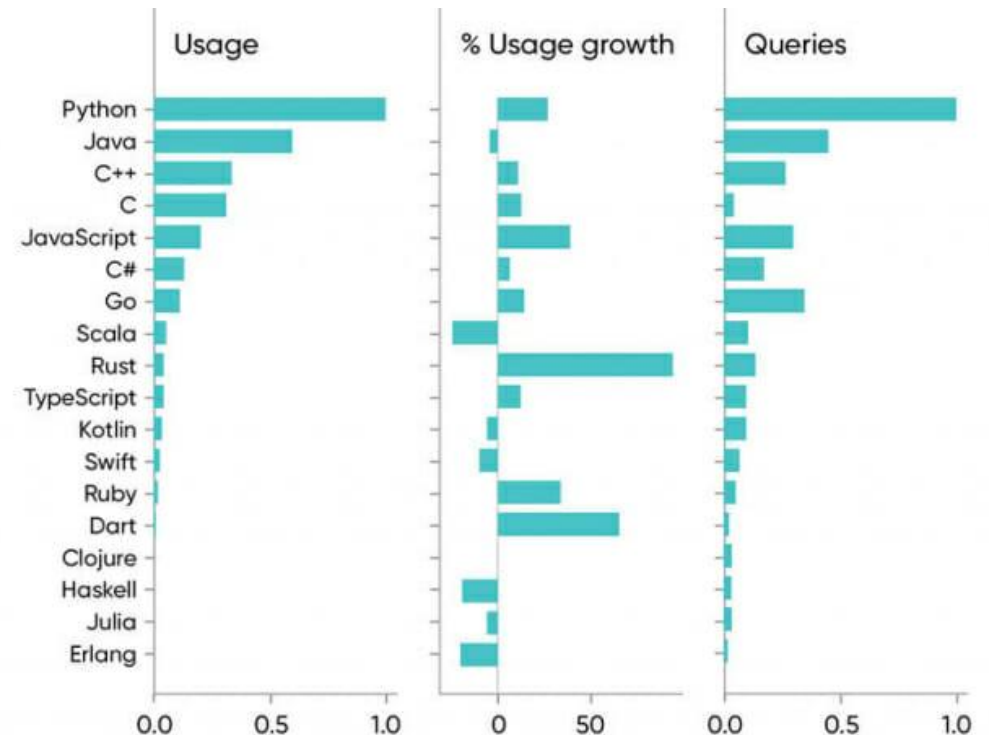 Usage % Usage growth Queries
Python
Java
C++
C
JavaScript
C#
Go
Scala
Rust
TypeScript
Kotlin
Swift
Ruby
Dart
Clojure
Haskell
Julia
Erlang
0.0 0.5 1.0 0 50 0.0 0.5 1.0